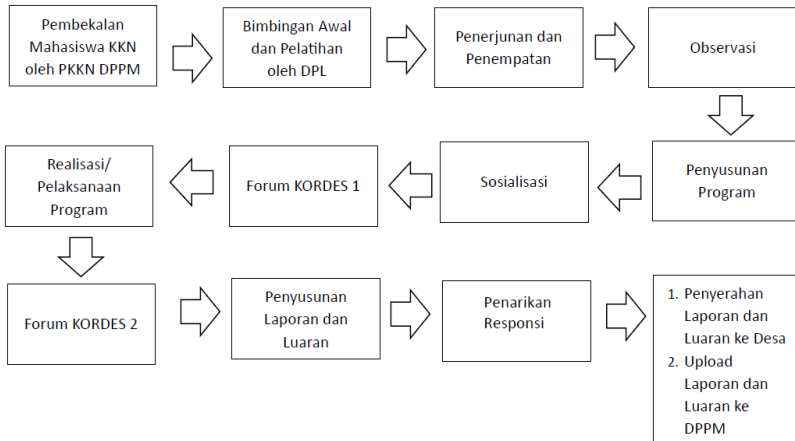 Pembekalan
Mahasiswa KKN
oleh PKKN DPPM
Bimbingan Awal
dan Pelatihan
oleh DPL
Penerjunan dan
Penempatan
Observasi
Penyusunan
Program
Sosialisasi
Forum KORDES 1
Realisasi/
Pelaksanaan
Program
Forum KORDES 2
Penyusunan
Laporan dan
Luaran
Penarikan
Responsi
1. Penyerahan
Laporan dan
Luaran ke Desa
2. Upload
Laporan dan
Luaran ke
DPPM